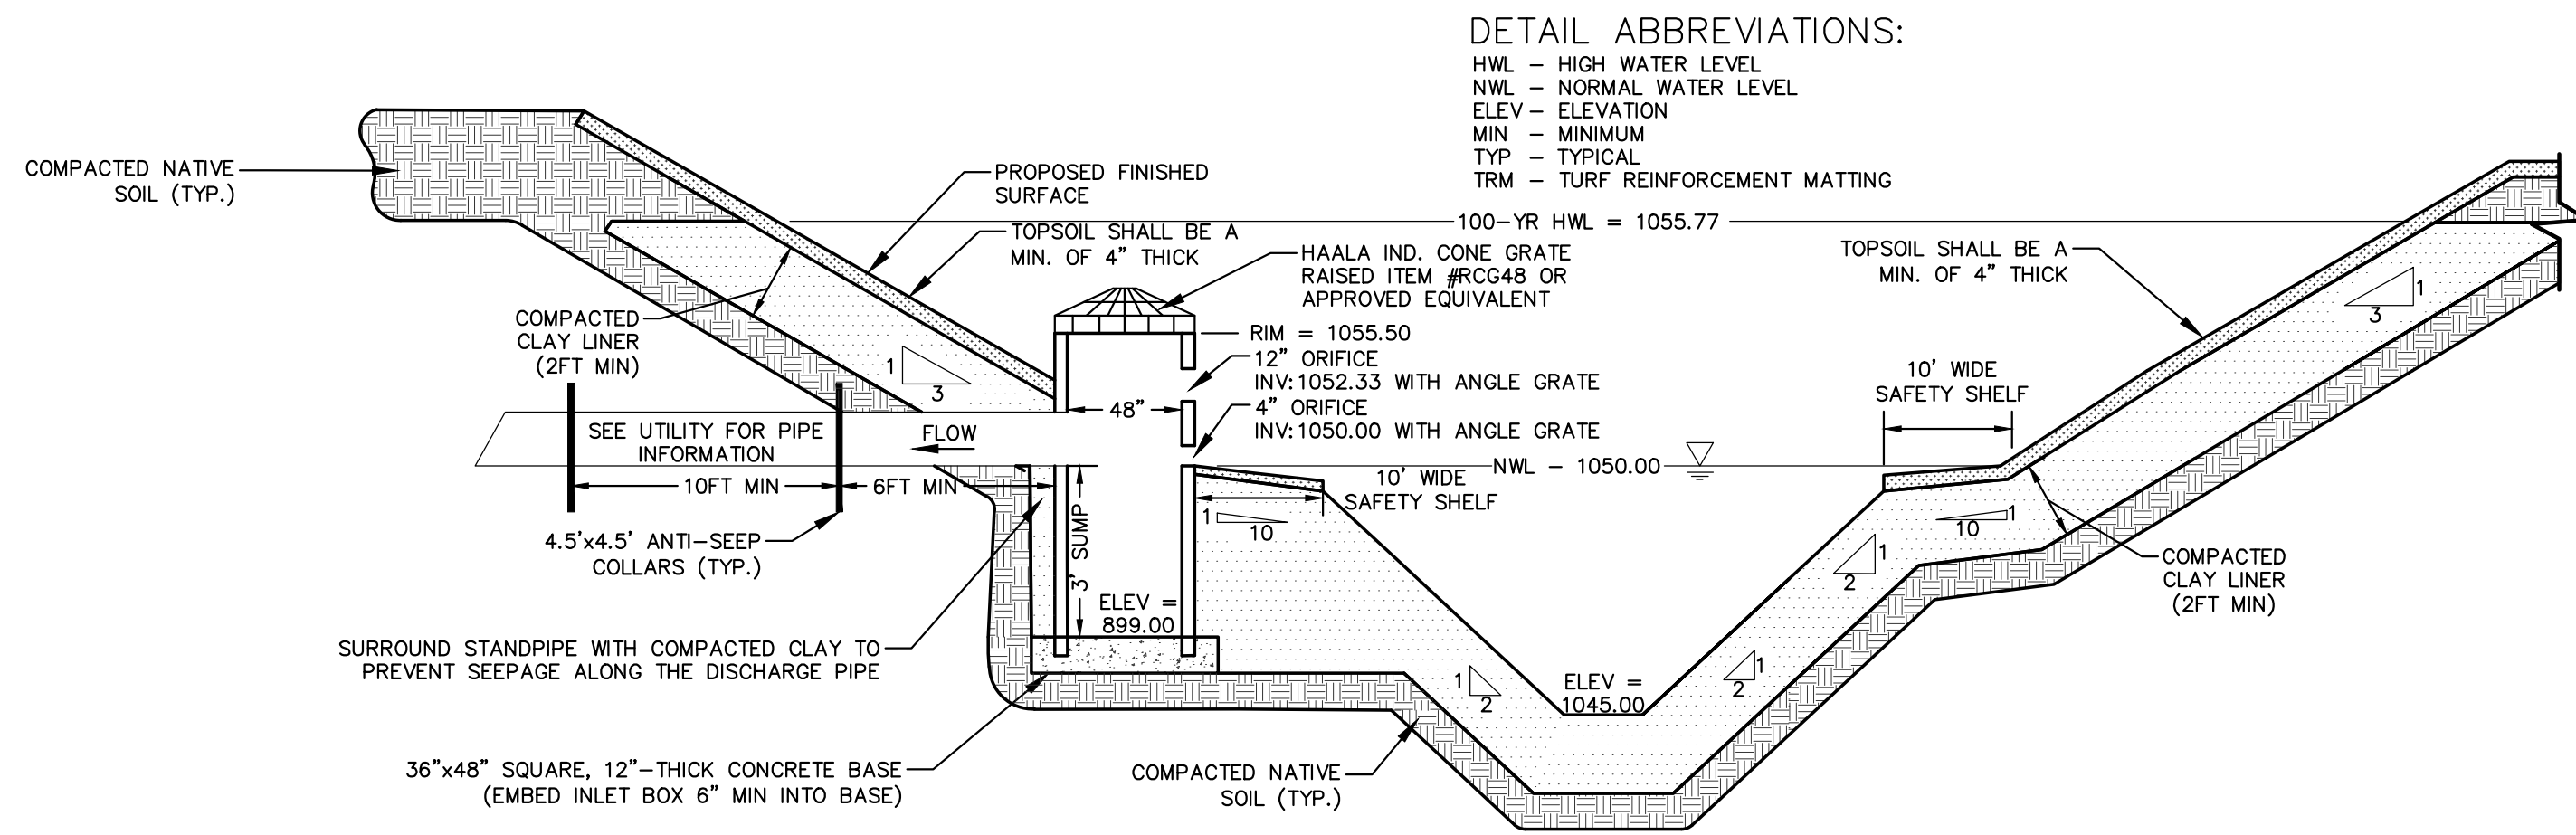 DETAIL ABBREVIATIONS:
HWL – HIGH WATER LEVEL
NWL – NORMAL WATER LEVEL
ELEV – ELEVATION
MIN – MINIMUM
TYP – TYPICAL
TRM – TURF REINFORCEMENT MATTING
COMPACTED NATIVE
SOIL (TYP.)
PROPOSED FINISHED
SURFACE
TOPSOIL SHALL BE A
MIN. OF 4" THICK
100–YR HWL = 1055.77
HAALA IND. CONE GRATE
RAISED ITEM #RCG48 OR
APPROVED EQUIVALENT
TOPSOIL SHALL BE A
MIN. OF 4" THICK
1
3
COMPACTED
CLAY LINER
(2FT MIN)
RIM = 1055.50
12" ORIFICE
INV:1052.33 WITH ANGLE GRATE
4" ORIFICE
INV:1050.00 WITH ANGLE GRATE
1
3
48"
10' WIDE
SAFETY SHELF
SEE UTILITY FOR PIPE
INFORMATION
FLOW
NWL – 1050.00
10FT MIN
6FT MIN
10' WIDE
SAFETY SHELF
1
10
1
10
4.5'x4.5' ANTI–SEEP
COLLARS (TYP.)
3' SUMP
1
2
COMPACTED
CLAY LINER
(2FT MIN)
ELEV =
899.00
SURROUND STANDPIPE WITH COMPACTED CLAY TO
PREVENT SEEPAGE ALONG THE DISCHARGE PIPE
1
2
ELEV =
1045.00
1
2
36"x48" SQUARE, 12"–THICK CONCRETE BASE
(EMBED INLET BOX 6" MIN INTO BASE)
COMPACTED NATIVE
SOIL (TYP.)